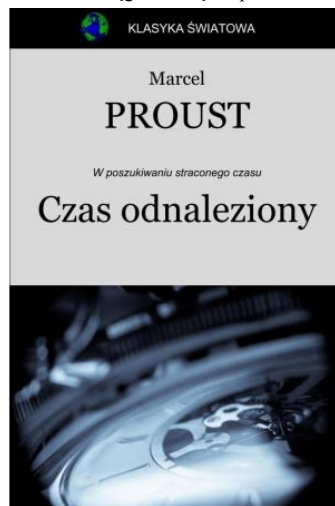 KLASYKA ŚWIATOWA
Marcel
PROUST
W poszukiwaniu straconego czasu
Czas odnaleziony